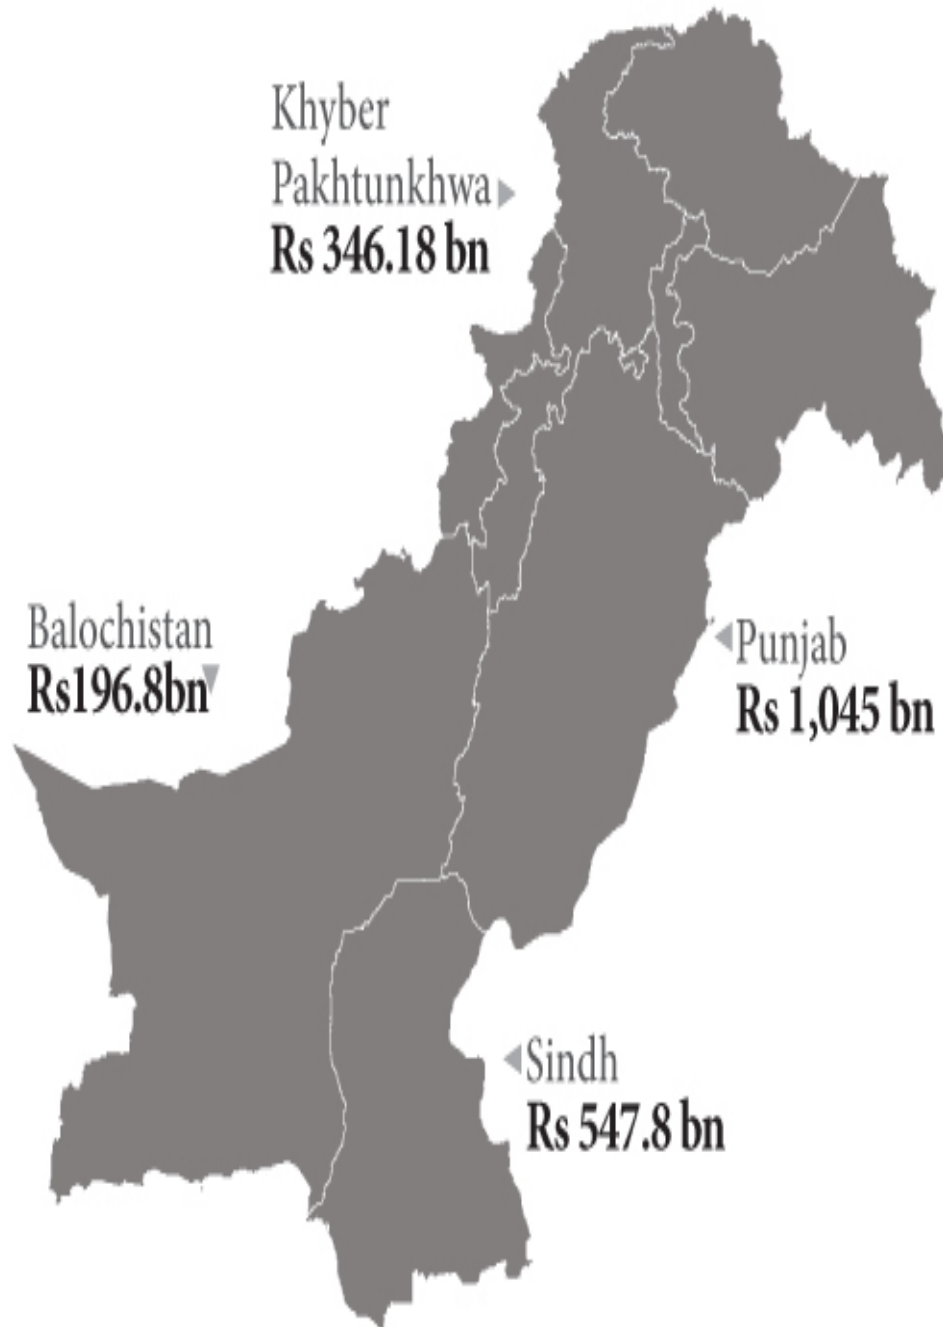 Khyber
Pakhtunkhwa
Rs 346.18 bn
Balochistan
Rs196.8bn
Punjab
Rs 1,045 bn
Sindh
Rs 547.8 bn